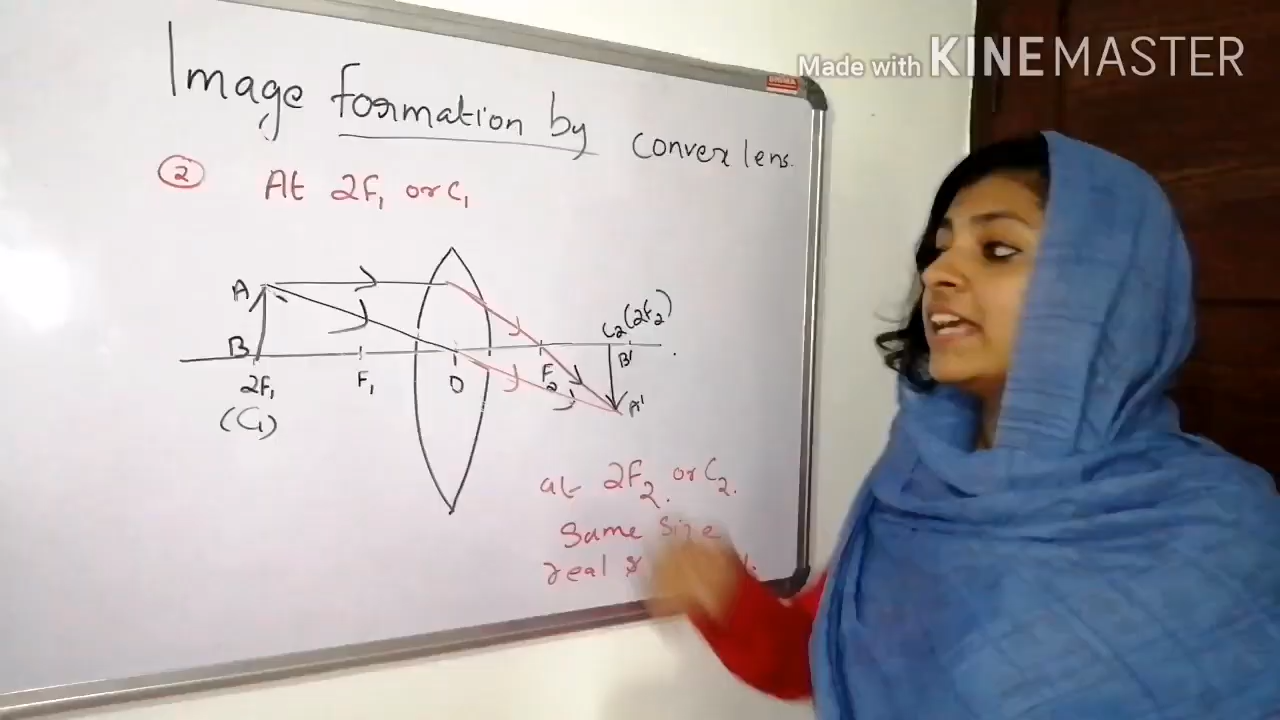 Made with KINEMASTER
Image formation by convex lens.
2 At 2F1 or C1
A
C2 (2F2)
B
B'
2F1
F1
O
F2
A'
(C1)
at 2F2 or C2.
Same size
real &